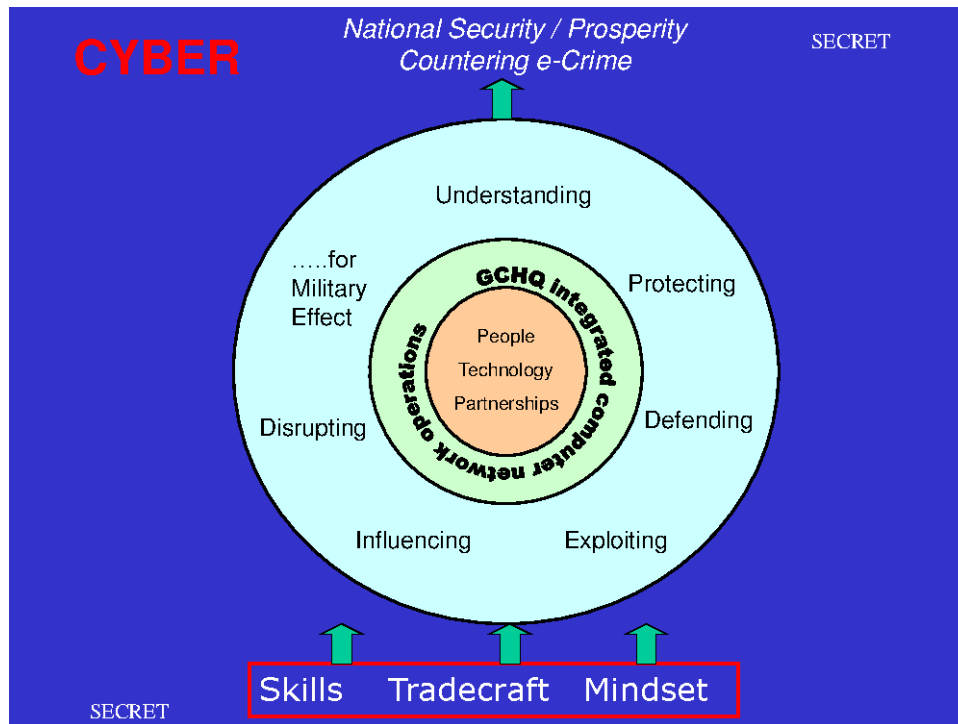 CYBER
National Security / Prosperity
Countering e-Crime
SECRET
Understanding
Protecting
Defending
Exploiting
Influencing
Disrupting
.....for
Military
Effect
GCHQ integrated computer network operations
People
Technology
Partnerships
Skills Tradecraft Mindset
SECRET